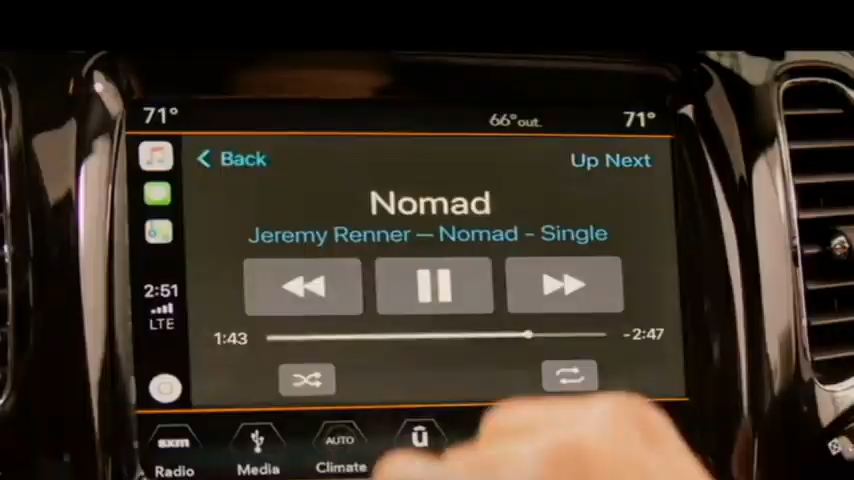 71° 66° out. 71°
Back Up Next
Nomad
Jeremy Renner — Nomad - Single
2:51
LTE
1:43 -2:47
sxm AUTO ū
Radio Media Climate